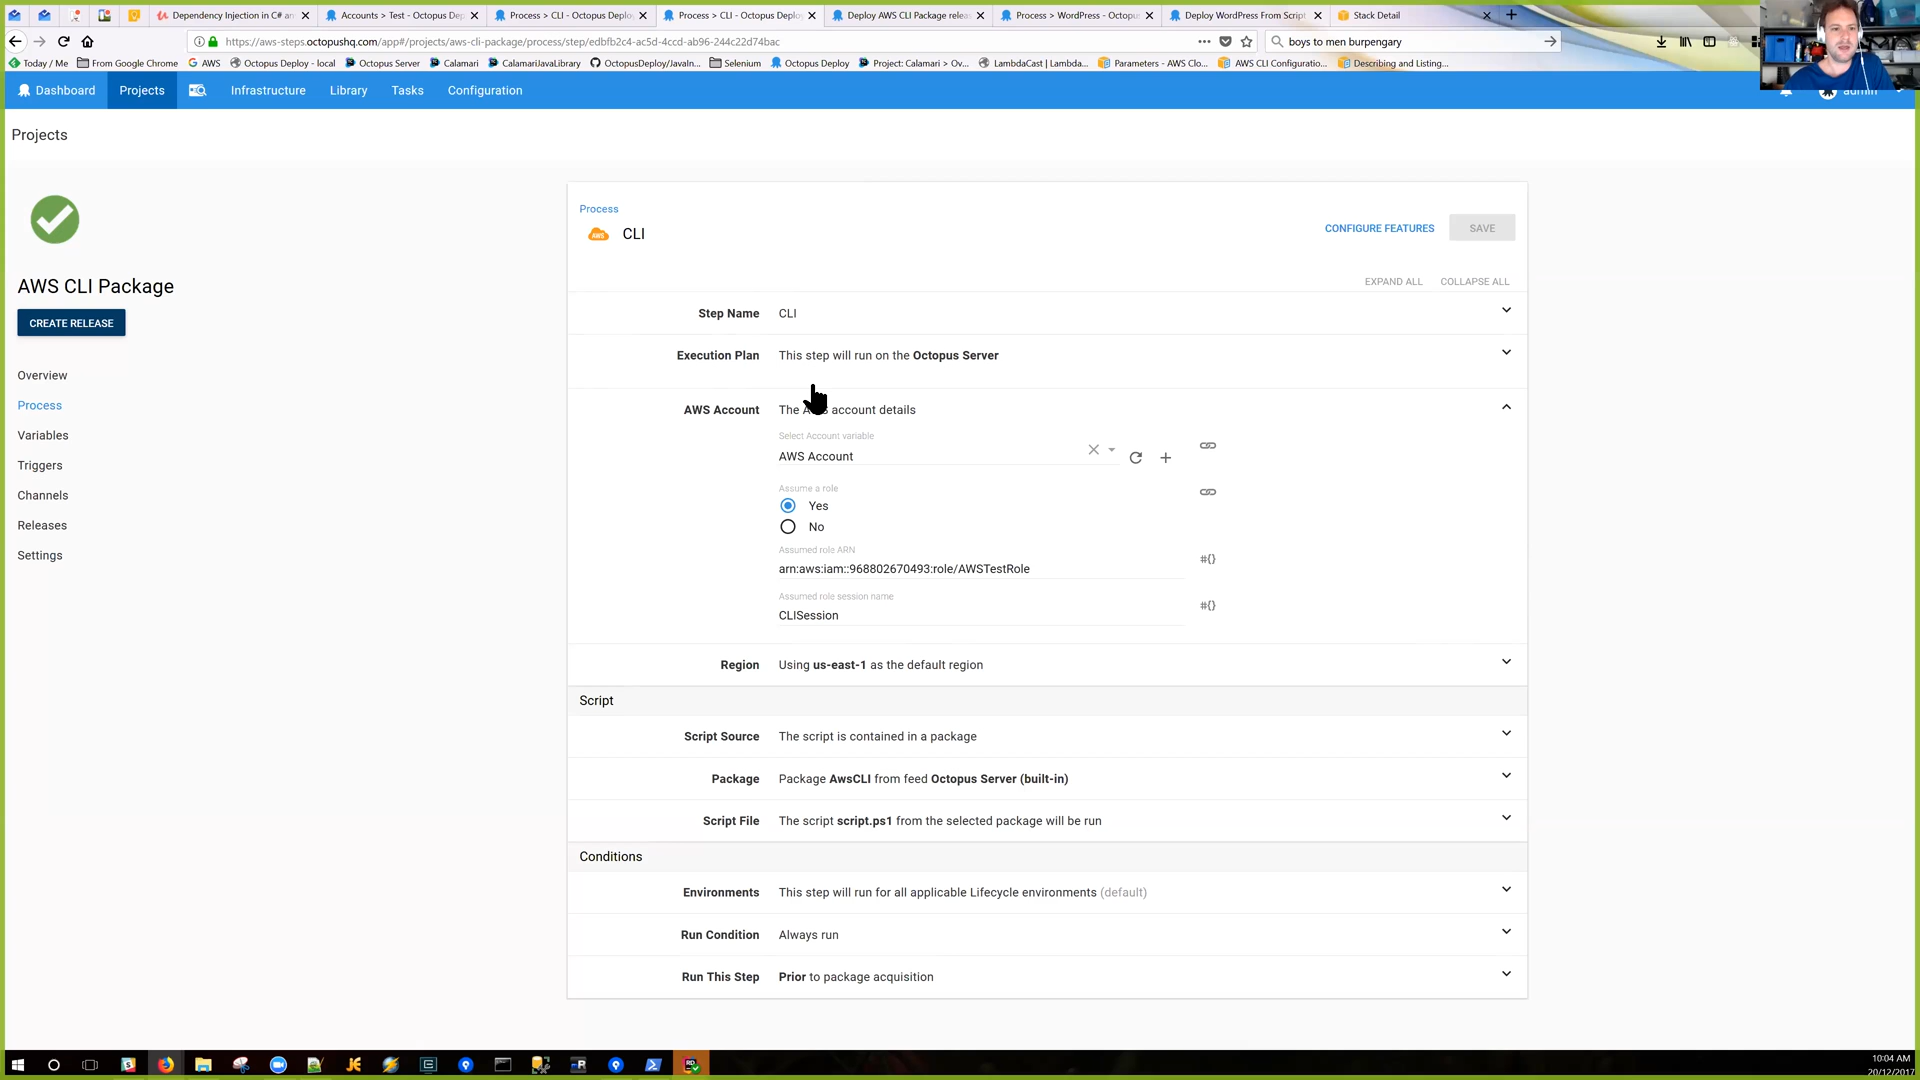 Dependency Injection in C# an
Accounts > Test - Octopus De
Process > CLI - Octopus Deplo
Process > CLI - Octopus Deplo
Deploy AWS CLI Package relea
Process > WordPress - Octopu
Deploy WordPress From Script
Stack Detail
https://aws-steps.octopushq.com/app#/projects/aws-cli-package/process/step/edbfb2c4-ac5d-4ccd-ab96-244c22d74bac
boys to men burpengary
Today / Me
From Google Chrome
AWS
Octopus Deploy - local
Octopus Server
Calamari
CalamariJavaLibrary
OctopusDeploy/JavaIn...
Selenium
Octopus Deploy
Project: Calamari > Ov...
LambdaCast | Lambda...
Parameters - AWS Clo...
AWS CLI Configuratio...
Describing and Listing...
Dashboard
Projects
Infrastructure
Library
Tasks
Configuration
admin
Projects
AWS CLI Package
CREATE RELEASE
Overview
Process
Variables
Triggers
Channels
Releases
Settings
Process
AWS
CLI
CONFIGURE FEATURES
SAVE
EXPAND ALL
COLLAPSE ALL
Step Name CLI
Execution Plan This step will run on the Octopus Server
AWS Account The account details
Select Account variable
AWS Account
Assume a role
Yes
No
Assumed role ARN
arn:aws:iam::968802670493:role/AWSTestRole
#{}
Assumed role session name
CLISession
#{}
Region Using us-east-1 as the default region
Script
Script Source The script is contained in a package
Package Package AwsCLI from feed Octopus Server (built-in)
Script File The script script.ps1 from the selected package will be run
Conditions
Environments This step will run for all applicable Lifecycle environments (default)
Run Condition Always run
Run This Step Prior to package acquisition
10:04 AM
20/12/2017